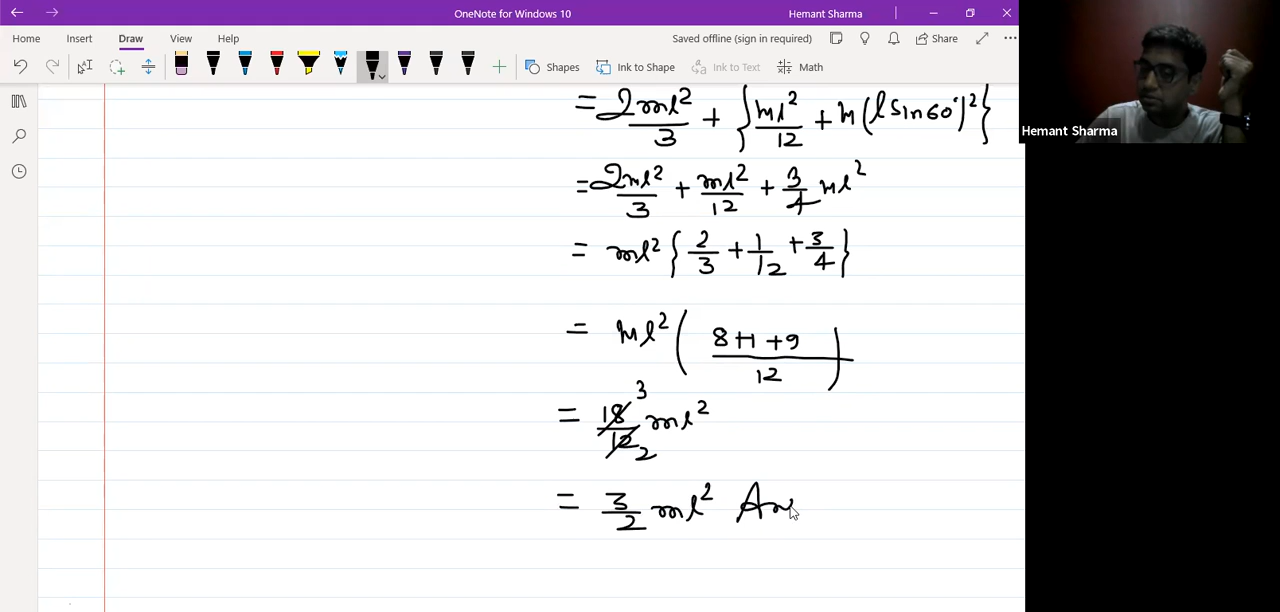 OneNote for Windows 10
Hemant Sharma
Home Insert Draw View Help
Saved offline (sign in required)
Share
Shapes
Ink to Shape
Ink to Text
Math
Hemant Sharma
= 2ml²/3 + {ml²/12 + m(l sin60°)²}
= 2ml²/3 + ml²/12 + 3/4 ml²
= ml² {2/3 + 1/12 + 3/4}
= ml² (8+1+9/12)
= 18/12 3/2 ml²
= 3/2 ml² Ans